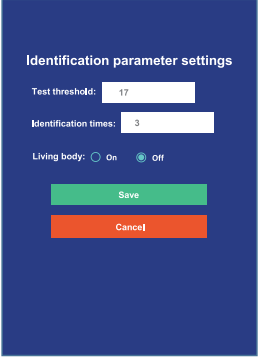 Identification parameter settings
Test threshold: 17
Identification times: 3
Living body: On Off
Save
Cancel